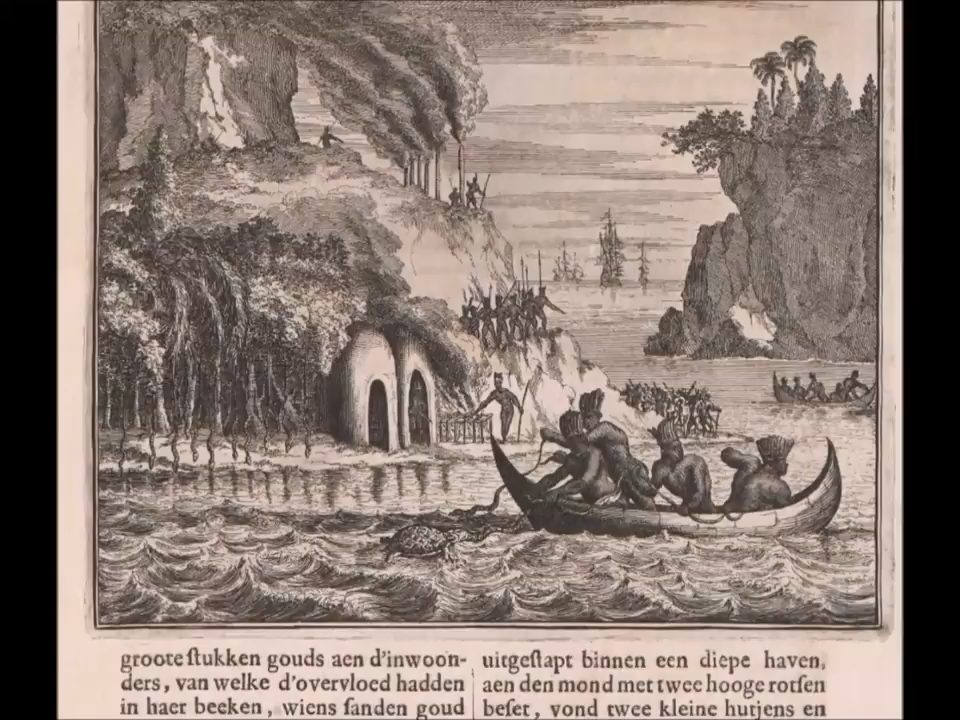 groote ſtukken gouds aen d'inwoon-
ders, van welke d'overvloed hadden
in haer beeken, wiens ſanden goud
uitgeſtapt binnen een diepe haven,
aen den mond met twee hooge rotſen
beſet, vond twee kleine hutjens en